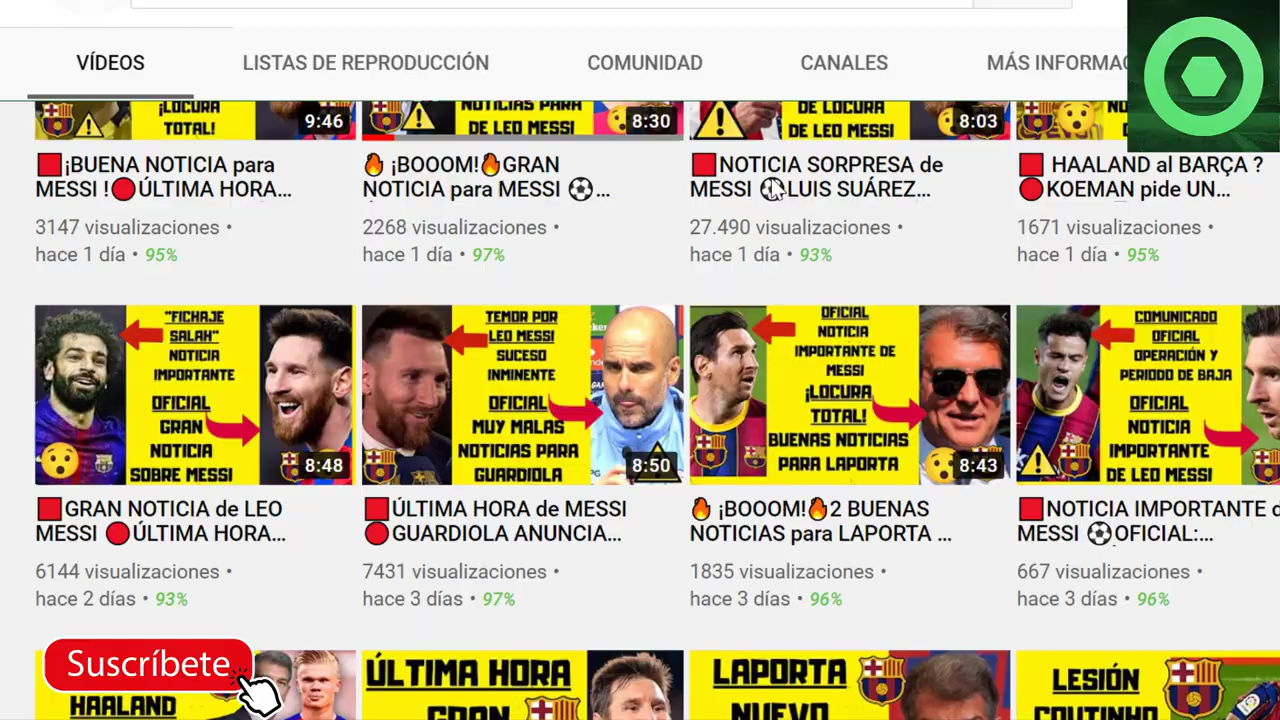 VÍDEOS
LISTAS DE REPRODUCCIÓN
COMUNIDAD
CANALES
MÁS INFORMAC
¡LOCURA
TOTAL!
9:46
NOTICIAS PARA
DE LEO MESSI
8:30
DE LOCURA
DE LEO MESSI
8:03
🟥¡BUENA NOTICIA para
MESSI !🔴ÚLTIMA HORA...
3147 visualizaciones •
hace 1 día • 95%
🔥 ¡BOOOM!🔥GRAN
NOTICIA para MESSI ⚽...
2268 visualizaciones •
hace 1 día • 97%
🟥NOTICIA SORPRESA de
MESSI ⚽LUIS SUÁREZ...
27.490 visualizaciones •
hace 1 día • 93%
🟥 HAALAND al BARÇA ?
🔴KOEMAN pide UN...
1671 visualizaciones •
hace 1 día • 95%
"FICHAJE
SALAH"
NOTICIA
IMPORTANTE
OFICIAL
GRAN
NOTICIA
SOBRE MESSI
8:48
TEMOR POR
LEO MESSI
SUCESO
INMINENTE
OFICIAL
MUY MALAS
NOTICIAS PARA
GUARDIOLA
8:50
OFICIAL
NOTICIA
IMPORTANTE DE
MESSI
¡LOCURA
TOTAL!
BUENAS NOTICIAS
PARA LAPORTA
8:43
COMUNICADO
OFICIAL
OPERACIÓN Y
PERIODO DE BAJA
OFICIAL
NOTICIA
IMPORTANTE
DE LEO MESSI
🟥GRAN NOTICIA de LEO
MESSI 🔴ÚLTIMA HORA...
6144 visualizaciones •
hace 2 días • 93%
🟥ÚLTIMA HORA de MESSI
🔴GUARDIOLA ANUNCIA...
7431 visualizaciones •
hace 3 días • 97%
🔥 ¡BOOOM!🔥2 BUENAS
NOTICIAS para LAPORTA ...
1835 visualizaciones •
hace 3 días • 96%
🟥NOTICIA IMPORTANTE d
MESSI ⚽OFICIAL:...
667 visualizaciones •
hace 3 días • 96%
Suscríbete
HAALAND
ÚLTIMA HORA
GRAN
LAPORTA
NUEVO
LESIÓN
COUTINHO